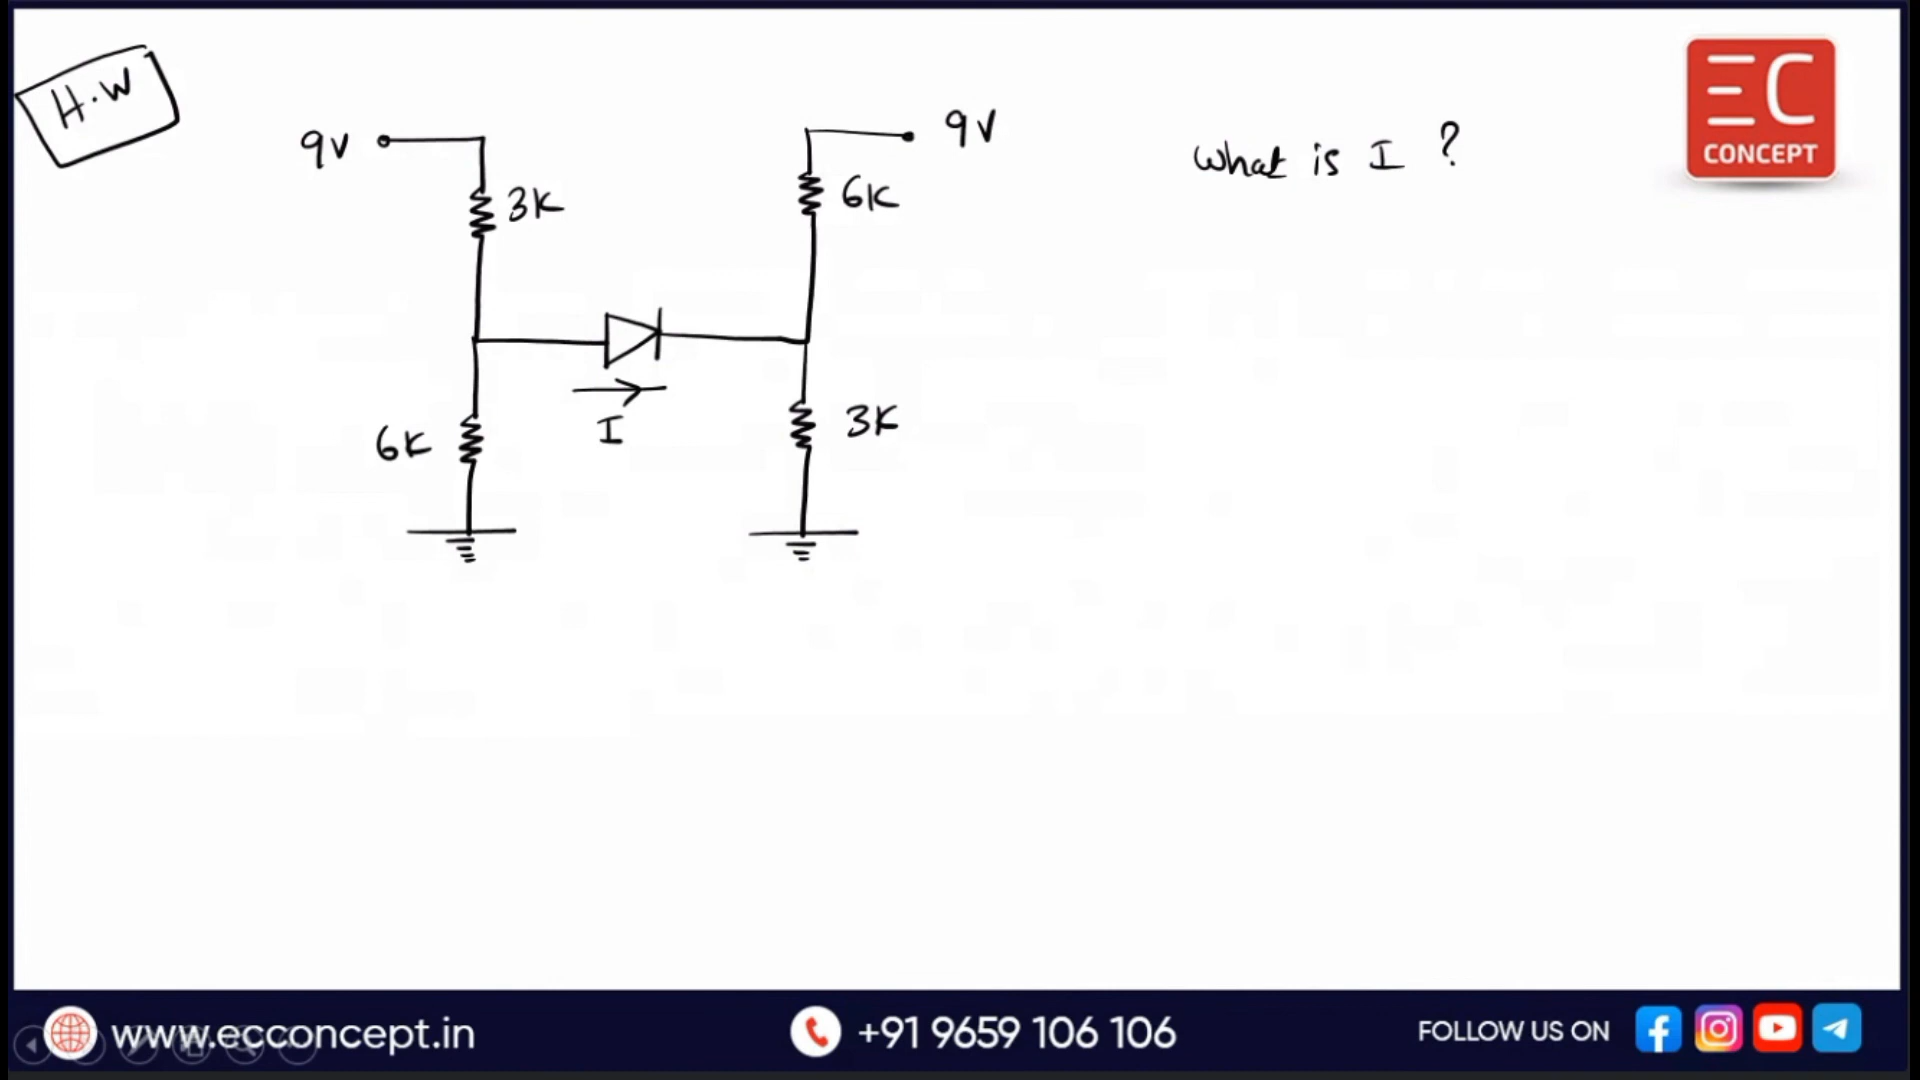 H.W
9V
9V
What is I ?
3K
6K
I
6K
3K
EC
CONCEPT
www.ecconcept.in
+91 9659 106 106
FOLLOW US ON